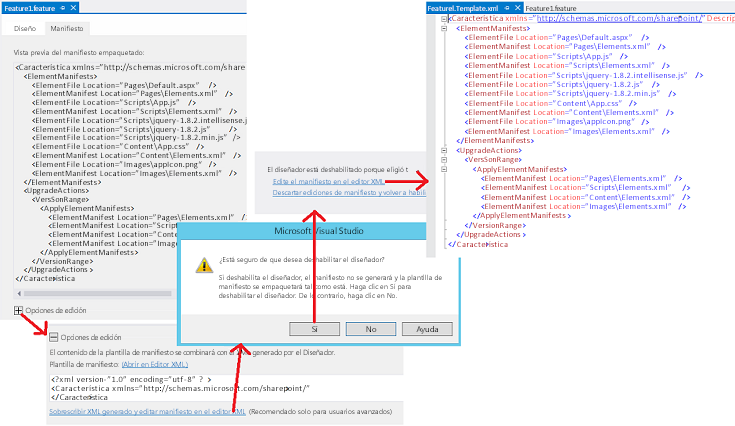 Feature1.feature
Diseño
Manifiesto
Vista previa del manifiesto empaquetado:
<Característica xmlns="http://schemas.microsoft.com/share
<ElementManifests>
<ElementFile Location="Pages\Default.aspx" />
<ElementManifest Location="Pages\Elements.xml" />
<ElementFile Location="Scripts\App.js" />
<ElementManifest Location="Scripts\Elements.xml" />
<ElementFile Location="Scripts\jquery-1.8.2.intellisense.j
<ElementFile Location="Scripts\jquery-1.8.2.js" />
<ElementFile Location="Scripts\jquery-1.8.2.min.js" />
<ElementFile Location="Content\App.css" />
<ElementManifest Location="Content\Elements.xml" />
<ElementFile Location="Images\appIcon.png" />
<ElementManifest Location="Images\Elements.xml" />
</ElementManifests>
<UpgradeActions>
<VersSonRange>
<ApplyElementManifests>
<ElementManifest Location="Pages\Elements.xml" />
<ElementManifest Location="Scripts
<ElementManifest Location="Conten
<ElementManifest Location="Images
</ApplyElementManifests>
</VersionRange>
</UpgradeActions >
</Característica
Opciones de edición
Opciones de edición
El contenido de la plantilla de manifiesto se combinará con el generado por el Diseñador.
Plantilla de manifiesto: (Abrir en Editor XML)
<?xml version-"1.0" encoding="utf-8" ? >
<Característica xmlns="http://schemas.microsoft.com/sharepoint/"
</Característica
Sobrescribir XML generado y editar manifiesto en el editor XML (Recomendado solo para usuarios avanzados)
El diseñador está deshabilitado porque eligió t
Edite el manifiesto en el editor XML
Descartar ediciones de manifiesto y volver a habilit
Microsoft Visual Studio
¿Está seguro de que desea deshabilitar el diseñador?
Si deshabilita el diseñador, el manifiesto no se generará y la plantilla de
manifiesto se empaquetará tal como está. Haga clic en Sí para
deshabilitar el diseñador. De lo contrario, haga clic en No.
Sí
No
Ayuda
Feature1.Template.xml
Feature1.feature
<Característica xmlns="http://schemas.microsoft.com/sharepoint/" Descrip
<ElementManifests>
<ElementFile Location="Pages\Default.aspx" />
<ElementManifest Location="Pages\Elements.xml" />
<ElementFile Location="Scripts\App.js" />
<ElementManifest Location="Scripts\Elements.xml" />
<ElementFile Location="Scripts\jquery-1.8.2.intellisense.js" />
<ElementFile Location="Scripts\jquery-1.8.2.js" />
<ElementFile Location="Scripts\jquery-1.8.2.min.js" />
<ElementFile Location="Content\App.css" />
<ElementManifest Location="Content\Elements.xml" />
<ElementFile Location="Images\appIcon.png" />
<ElementManifest Location="Images\Elements.xml" />
</ElementManifests>
<UpgradeActions>
<VersSonRange>
<ApplyElementManifests>
<ElementManifest Location="Pages\Elements.xml" />
<ElementManifest Location="Scripts\Elements.xml" />
<ElementManifest Location="Content\Elements.xml" />
<ElementManifest Location="Images\Elements.xml" />
</ApplyElementManifests>
</VersionRange>
</UpgradeActions >
</Característica